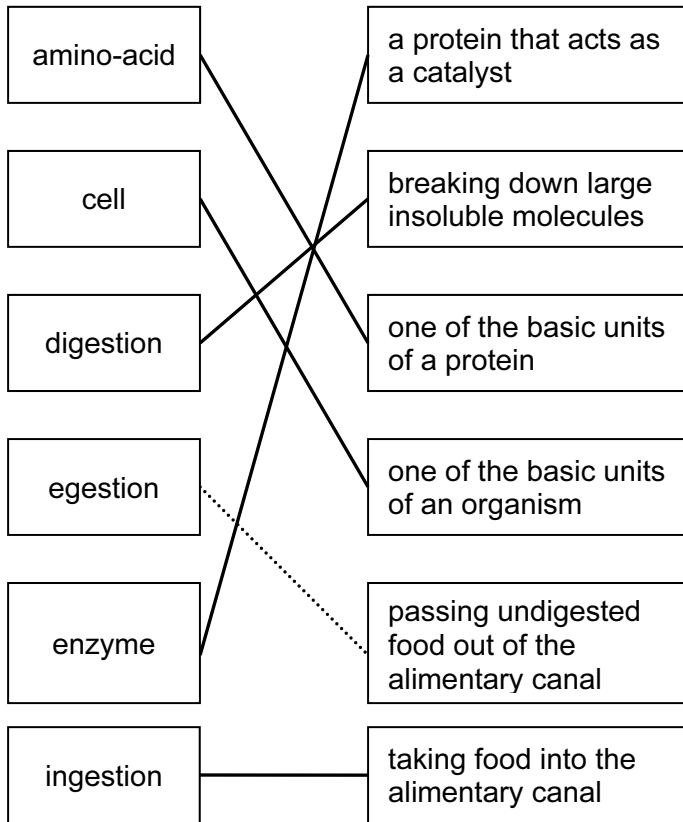 amino-acid
a protein that acts as
a catalyst
cell
breaking down large
insoluble molecules
digestion
one of the basic units
of a protein
egestion
one of the basic units
of an organism
enzyme
passing undigested
food out of the
alimentary canal
ingestion
taking food into the
alimentary canal